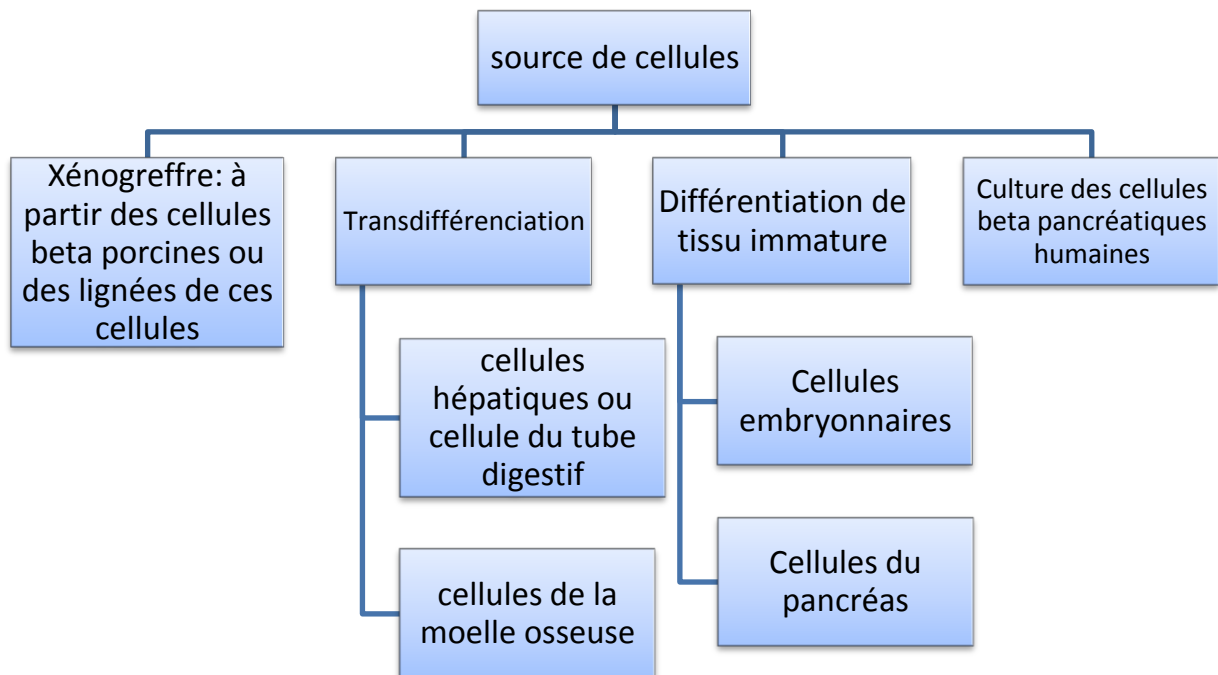 source de cellules
Xénogreffre: à
partir des cellules
beta porcines ou
des lignées de ces
cellules
Transdifférenciation
cellules
hépatiques ou
cellule du tube
digestif
cellules de la
moelle osseuse
Différentiation de
tissu immature
Cellules
embryonnaires
Cellules du
pancréas
Culture des cellules
beta pancréatiques
humaines